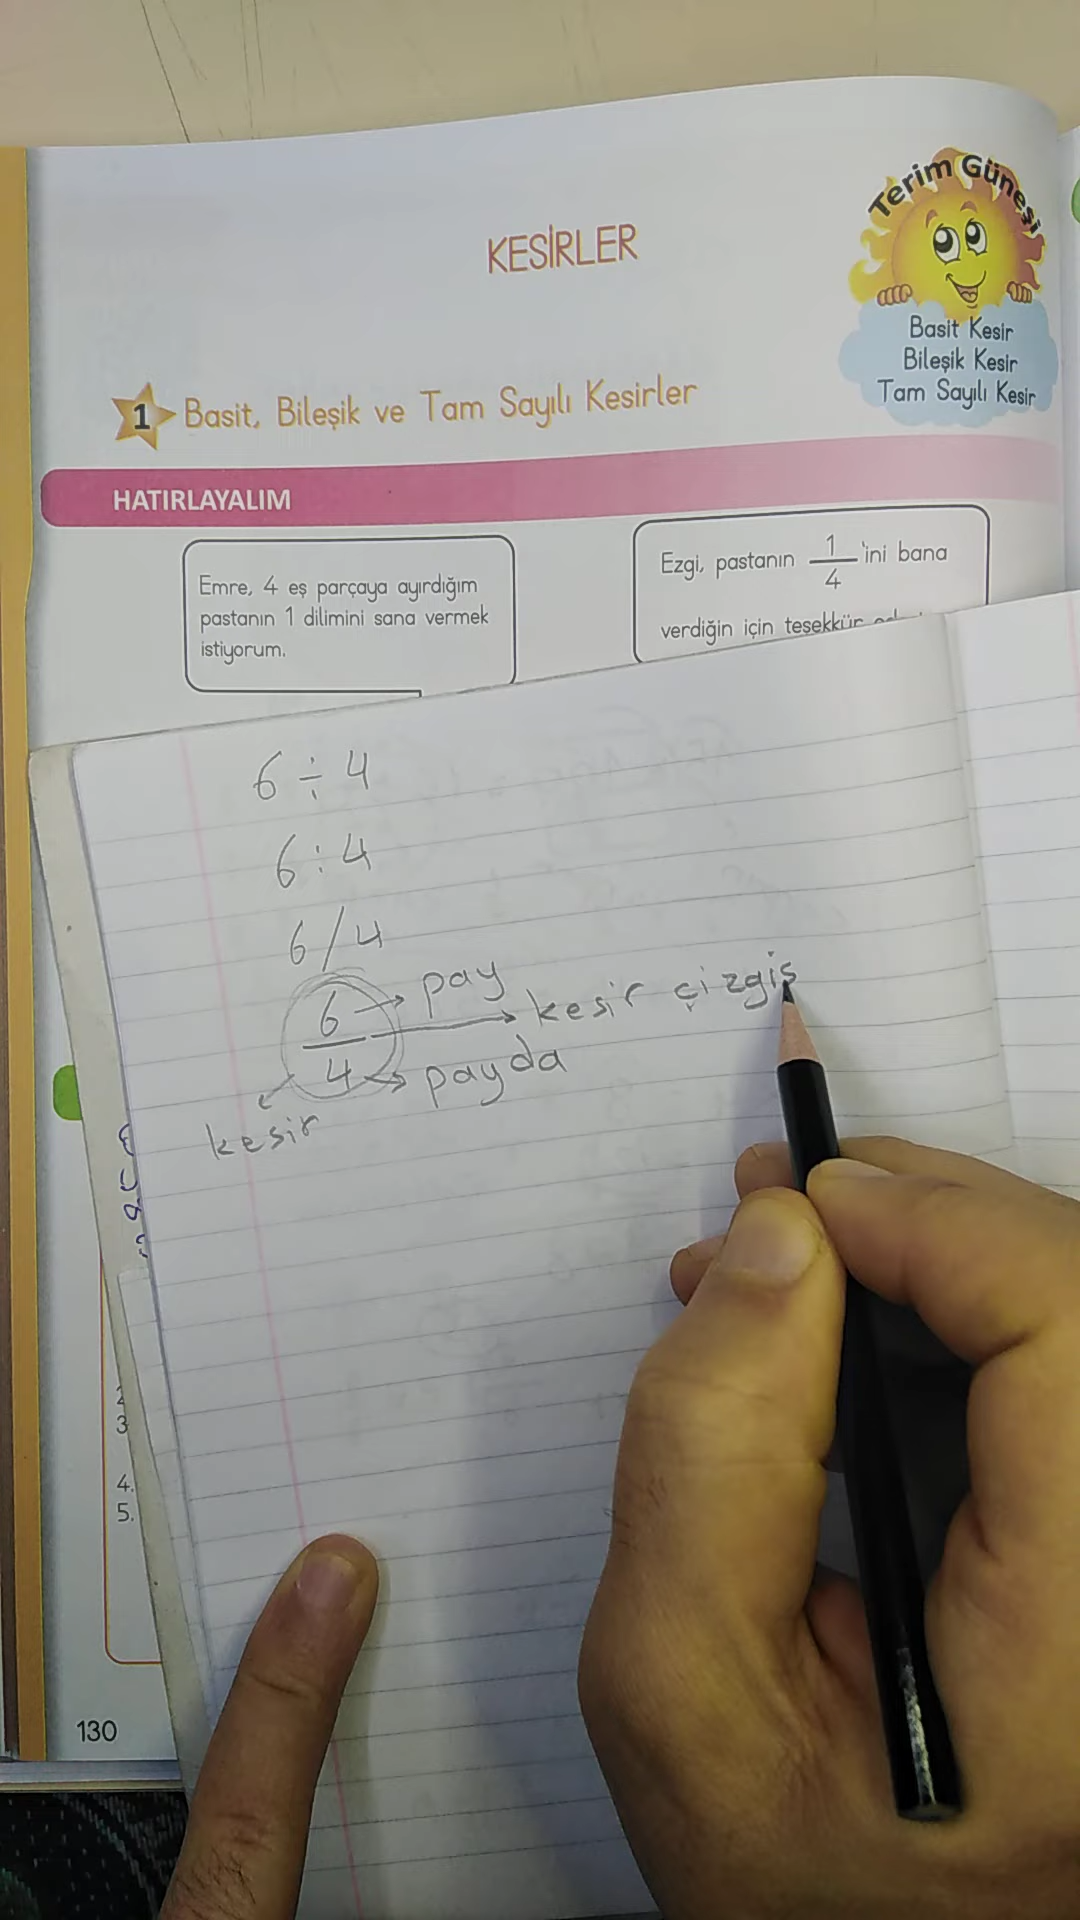 Terim Güneşi
KESİRLER
Basit Kesir
Bileşik Kesir
Tam Sayılı Kesir
1 Basit, Bileşik ve Tam Sayılı Kesirler
HATIRLAYALIM
Emre, 4 eş parçaya ayırdığım
pastanın 1 dilimini sana vermek
istiyorum.
Ezgi, pastanın 1/4 'ini bana
verdiğin için teşekkür
6 ÷ 4
6 : 4
6 / 4
6 → pay
→ kesir çizgis
4 → payda
kesir
3
4.
5.
130